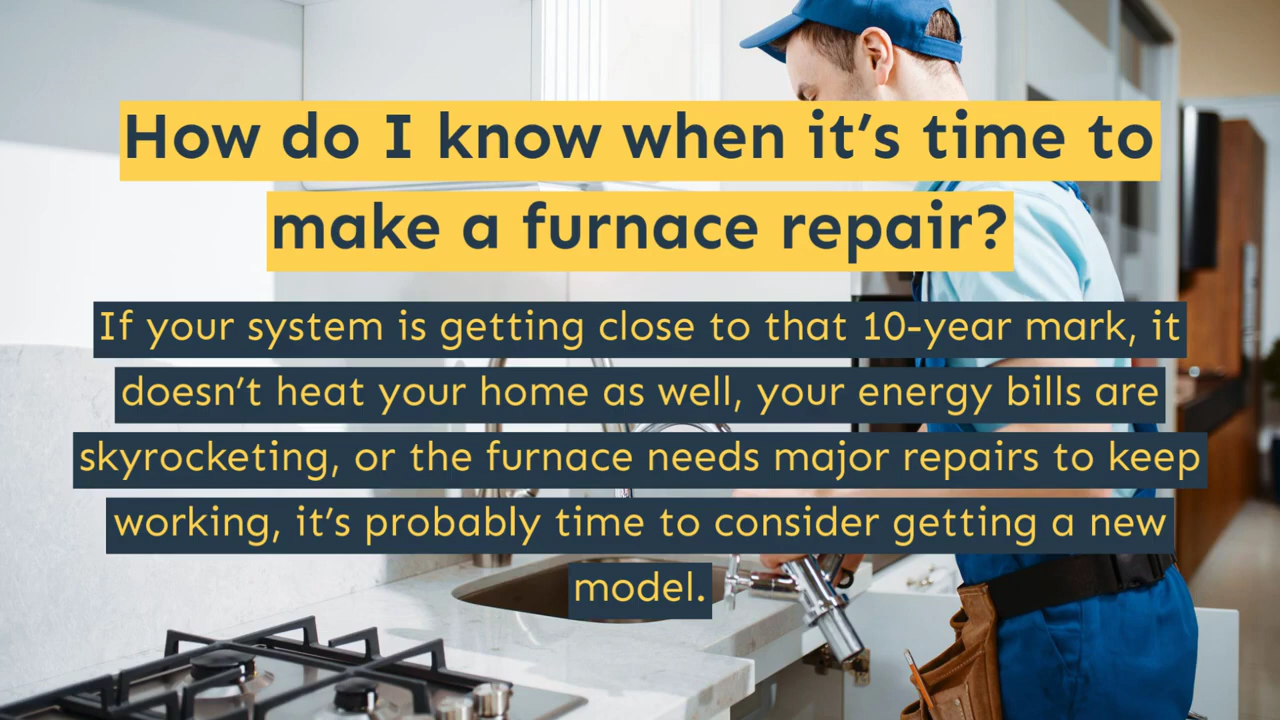 How do I know when it’s time to
make a furnace repair?
If your system is getting close to that 10-year mark, it
doesn’t heat your home as well, your energy bills are
skyrocketing, or the furnace needs major repairs to keep
working, it’s probably time to consider getting a new
model.